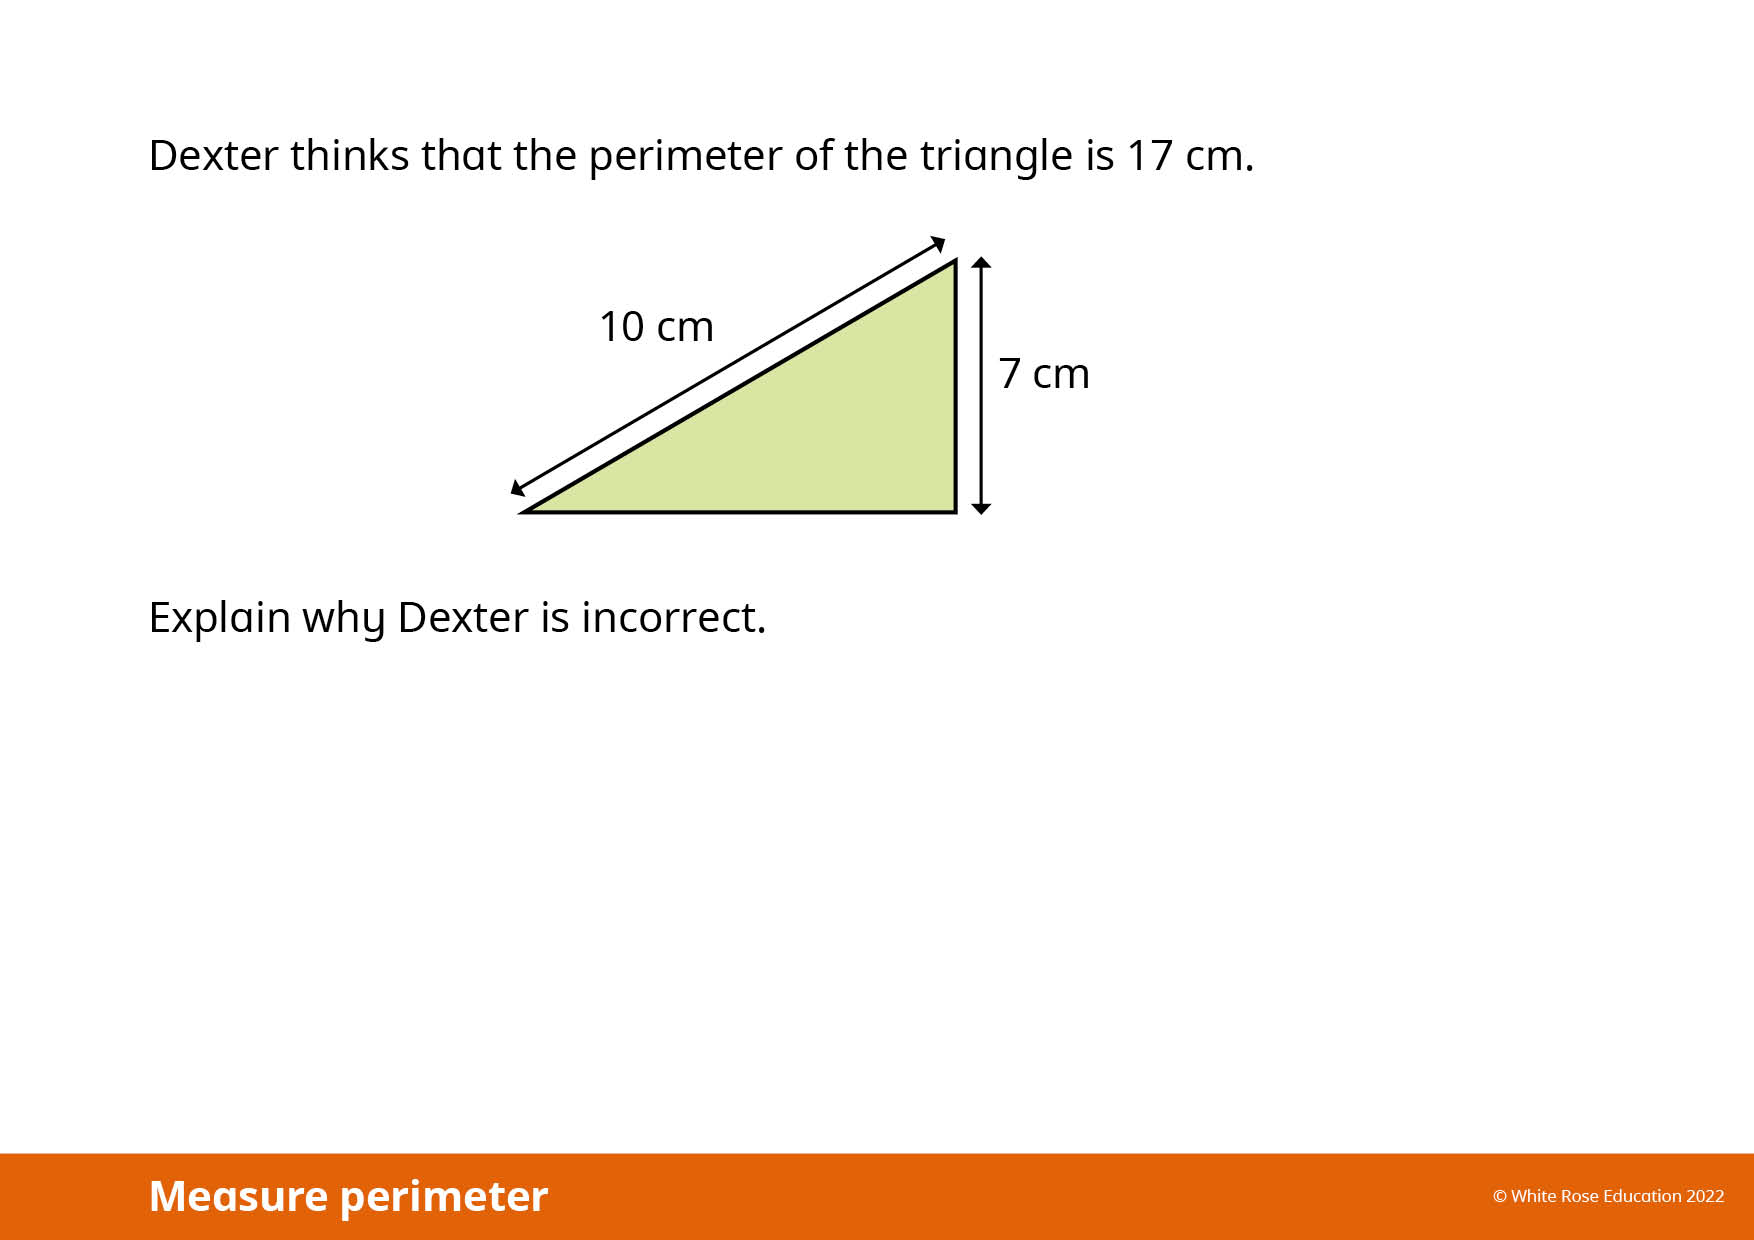 Dexter thinks that the perimeter of the triangle is 17 cm.
10 cm
7 cm
Explain why Dexter is incorrect.
Measure perimeter
© White Rose Education 2022